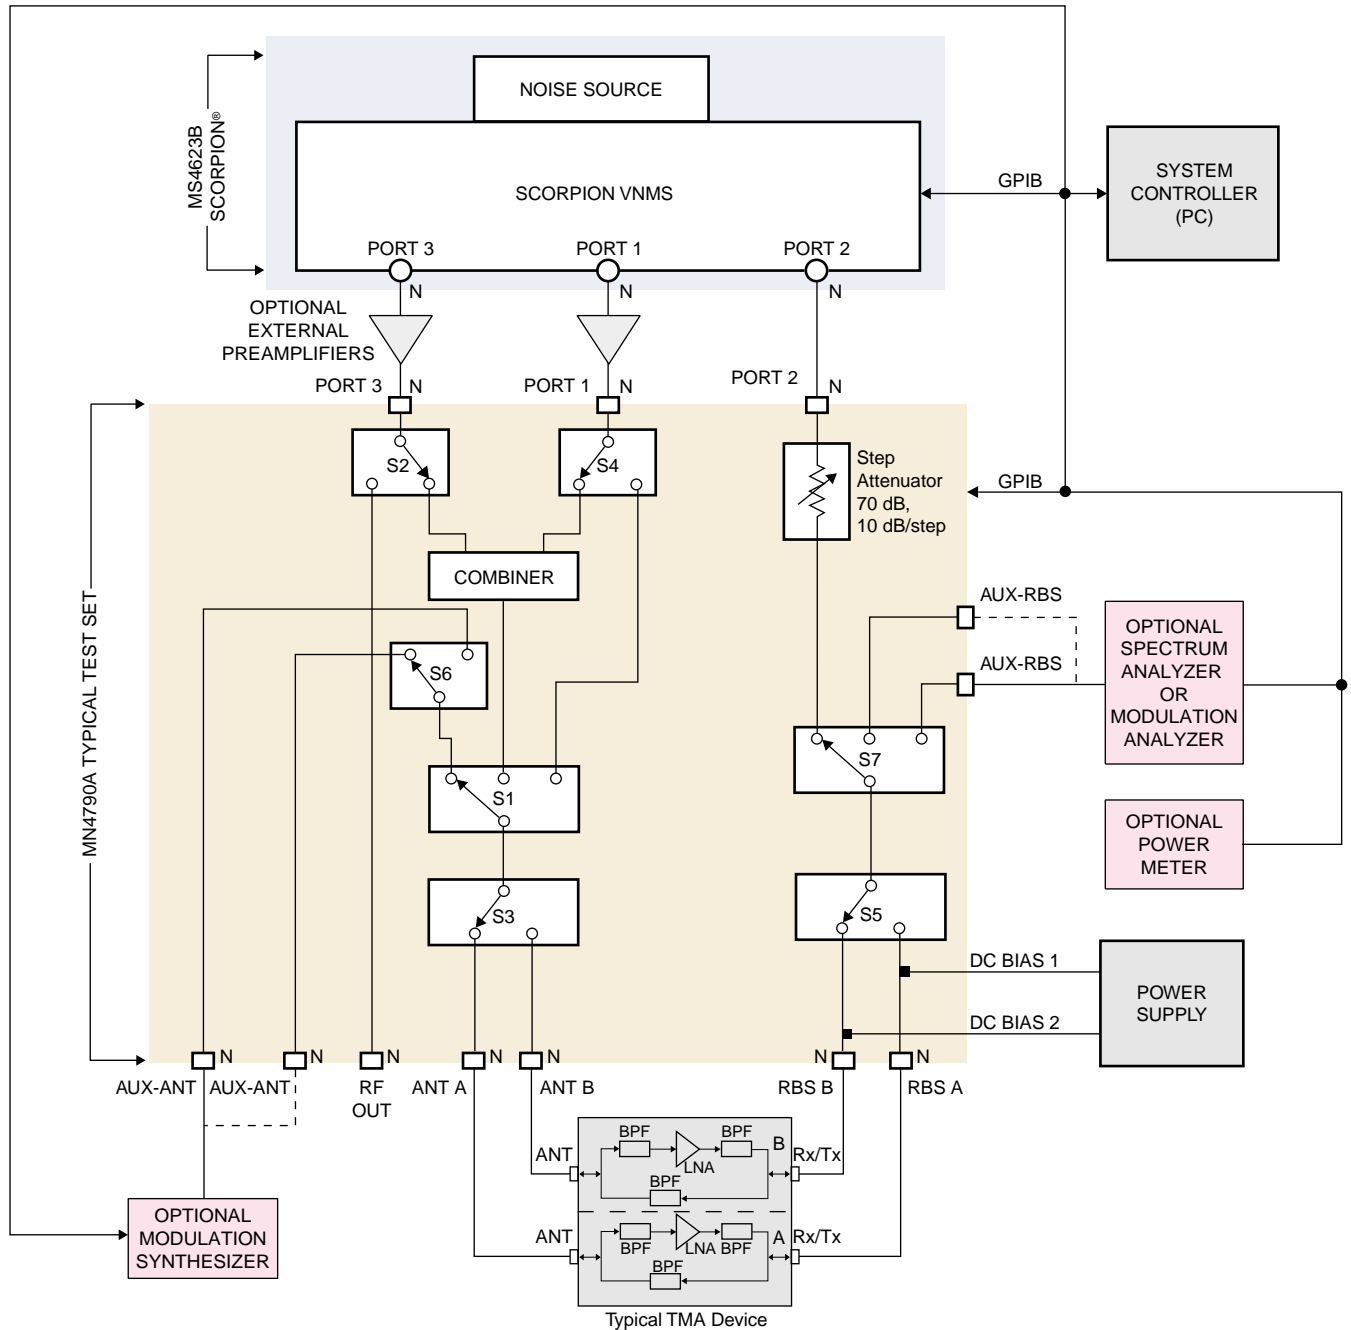 NOISE SOURCE
MS4623B
SCORPION®
SCORPION VNMS
GPIB
SYSTEM
CONTROLLER
(PC)
PORT 3
PORT 1
PORT 2
N
N
N
OPTIONAL
EXTERNAL
PREAMPLIFIERS
PORT 3
N
PORT 1
N
PORT 2
N
MN4790A TYPICAL TEST SET
S2
S4
Step
Attenuator
70 dB,
10 dB/step
GPIB
COMBINER
AUX-RBS
AUX-RBS
OPTIONAL
SPECTRUM
ANALYZER
OR
MODULATION
ANALYZER
S6
S7
S1
OPTIONAL
POWER
METER
S3
S5
DC BIAS 1
DC BIAS 2
POWER
SUPPLY
N
N
N
N
N
N
N
AUX-ANT
AUX-ANT
RF
OUT
ANT A
ANT B
RBS B
RBS A
BPF
LNA
BPF
B
ANT
Rx/Tx
BPF
ANT
BPF
LNA
BPF
A
Rx/Tx
BPF
OPTIONAL
MODULATION
SYNTHESIZER
Typical TMA Device